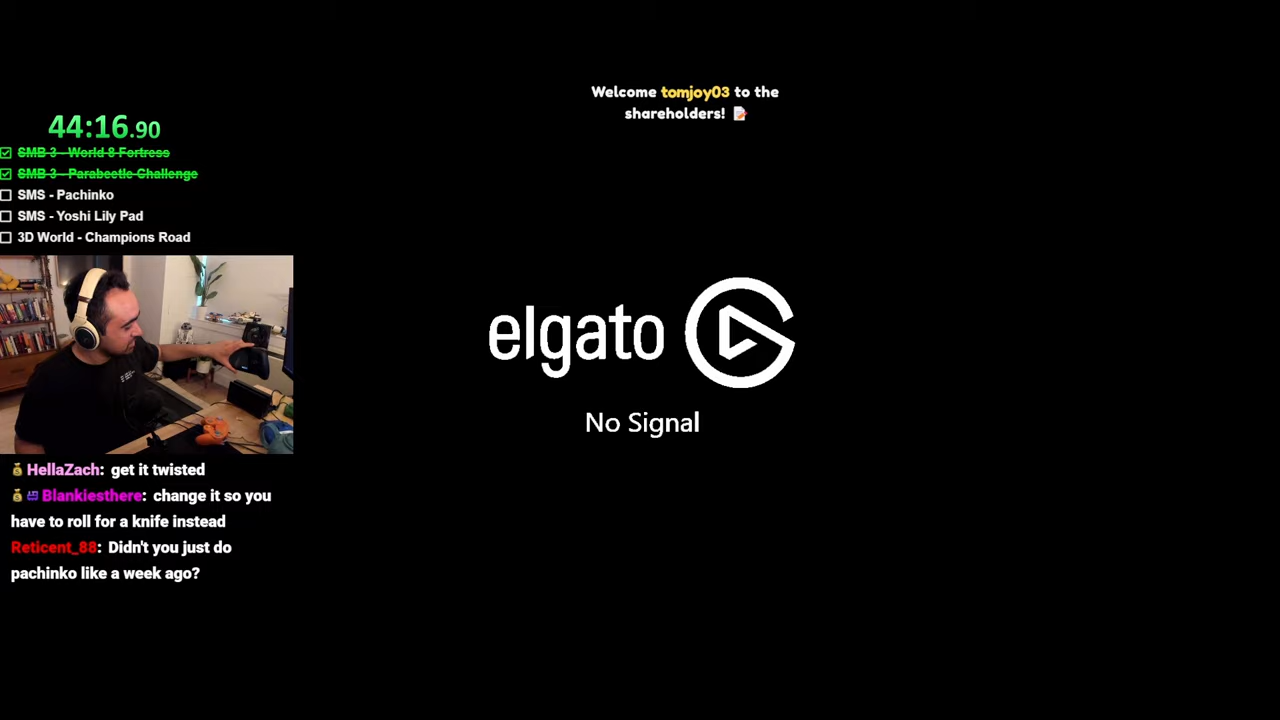 Welcome tomjoy03 to the
shareholders!
44:16.90
SMB 3 - World 8 Fortress
SMB 3 - Parabeetle Challenge
SMS - Pachinko
SMS - Yoshi Lily Pad
3D World - Champions Road
elgato
No Signal
HellaZach: get it twisted
Blankiesthere: change it so you
have to roll for a knife instead
Reticent_88: Didn't you just do
pachinko like a week ago?